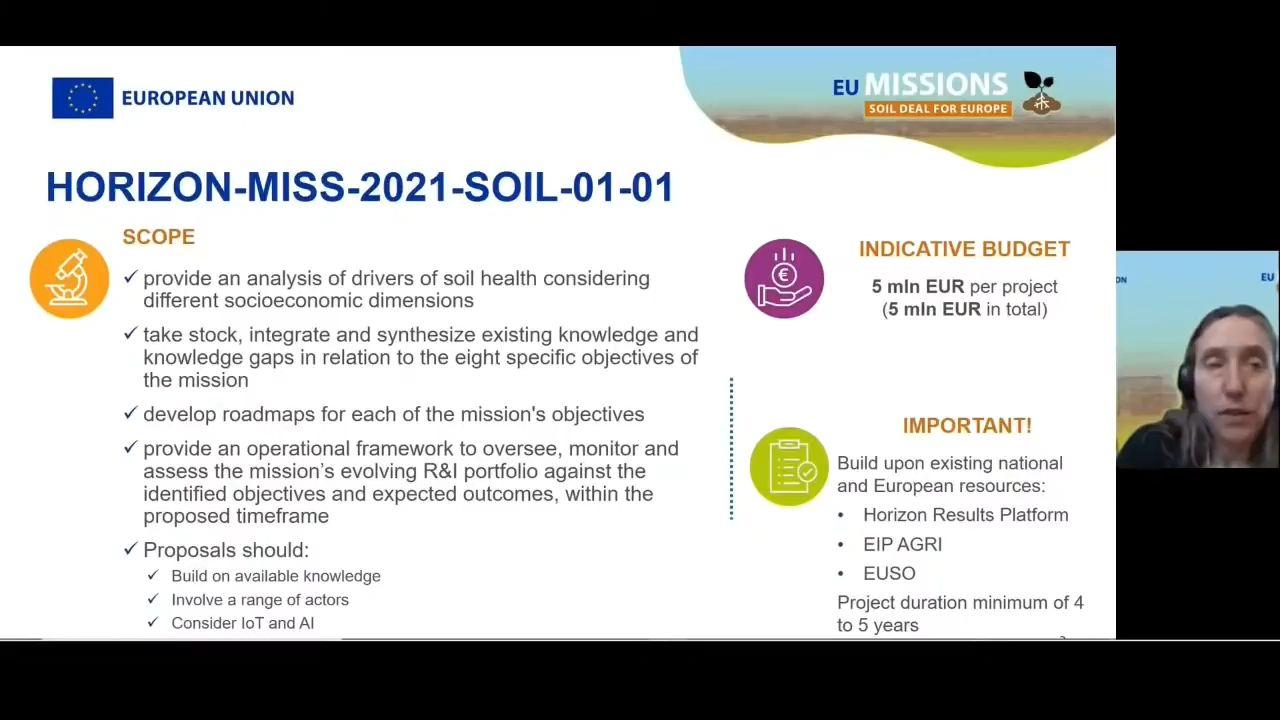 EUROPEAN UNION
EU MISSIONS
SOIL DEAL FOR EUROPE
HORIZON-MISS-2021-SOIL-01-01
SCOPE
✓ provide an analysis of drivers of soil health considering
different socioeconomic dimensions
✓ take stock, integrate and synthesize existing knowledge and
knowledge gaps in relation to the eight specific objectives of
the mission
✓ develop roadmaps for each of the mission's objectives
✓ provide an operational framework to oversee, monitor and
assess the mission's evolving R&I portfolio against the
identified objectives and expected outcomes, within the
proposed timeframe
✓ Proposals should:
✓ Build on available knowledge
✓ Involve a range of actors
✓ Consider IoT and AI
INDICATIVE BUDGET
€
5 mln EUR per project
(5 mln EUR in total)
IMPORTANT!
Build upon existing national
and European resources:
• Horizon Results Platform
• EIP AGRI
• EUSO
Project duration minimum of 4
to 5 years
ON
EU